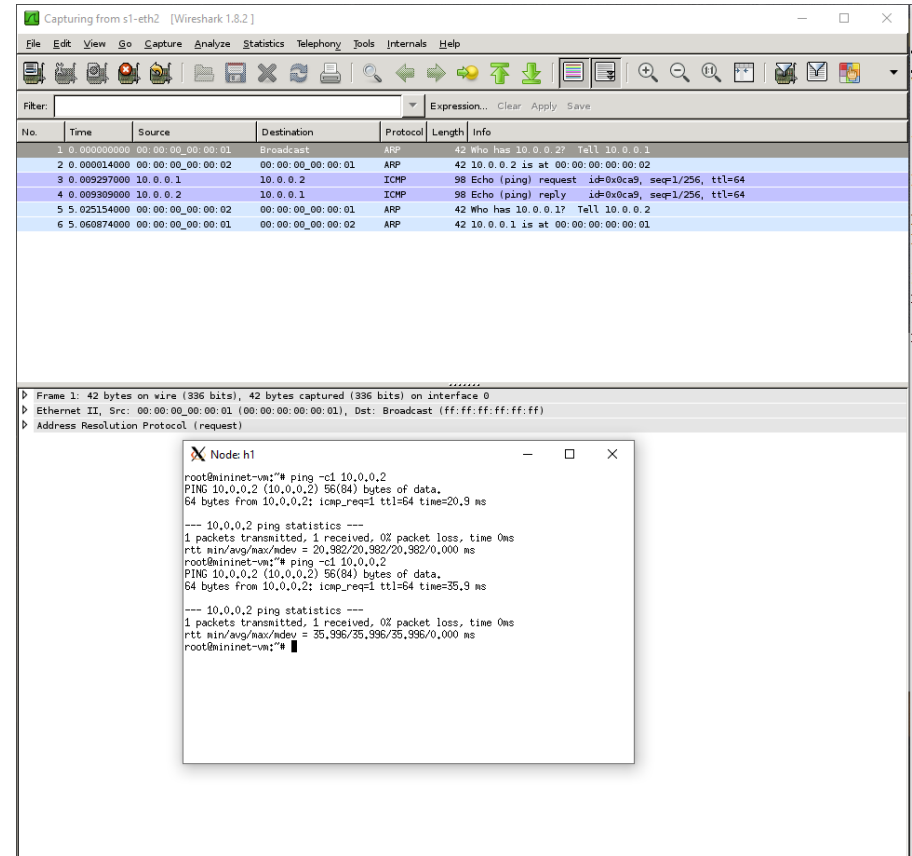 Capturing from s1-eth2 [Wireshark 1.8.2 ]
File Edit View Go Capture Analyze Statistics Telephony Tools Internals Help
Filter: Expression... Clear Apply Save
No. Time Source Destination Protocol Length Info
1 0.000000000 00:00:00_00:00:01 Broadcast ARP 42 Who has 10.0.0.2? Tell 10.0.0.1
2 0.000014000 00:00:00_00:00:02 00:00:00_00:00:01 ARP 42 10.0.0.2 is at 00:00:00:00:00:02
3 0.009297000 10.0.0.1 10.0.0.2 ICMP 98 Echo (ping) request id=0x0ca9, seq=1/256, ttl=64
4 0.009309000 10.0.0.2 10.0.0.1 ICMP 98 Echo (ping) reply id=0x0ca9, seq=1/256, ttl=64
5 5.025154000 00:00:00_00:00:02 00:00:00_00:00:01 ARP 42 Who has 10.0.0.1? Tell 10.0.0.2
6 5.060874000 00:00:00_00:00:01 00:00:00_00:00:02 ARP 42 10.0.0.1 is at 00:00:00:00:00:01
Frame 1: 42 bytes on wire (336 bits), 42 bytes captured (336 bits) on interface 0
Ethernet II, Src: 00:00:00_00:00:01 (00:00:00:00:00:01), Dst: Broadcast (ff:ff:ff:ff:ff:ff)
Address Resolution Protocol (request)
Node: h1
root@mininet-vm:~# ping -c1 10.0.0.2
PING 10.0.0.2 (10.0.0.2) 56(84) bytes of data.
64 bytes from 10.0.0.2: icmp_req=1 ttl=64 time=20.9 ms
--- 10.0.0.2 ping statistics ---
1 packets transmitted, 1 received, 0% packet loss, time 0ms
rtt min/avg/max/mdev = 20.982/20.982/20.982/0.000 ms
root@mininet-vm:~# ping -c1 10.0.0.2
PING 10.0.0.2 (10.0.0.2) 56(84) bytes of data.
64 bytes from 10.0.0.2: icmp_req=1 ttl=64 time=35.9 ms
--- 10.0.0.2 ping statistics ---
1 packets transmitted, 1 received, 0% packet loss, time 0ms
rtt min/avg/max/mdev = 35.996/35.996/35.996/0.000 ms
root@mininet-vm:~#